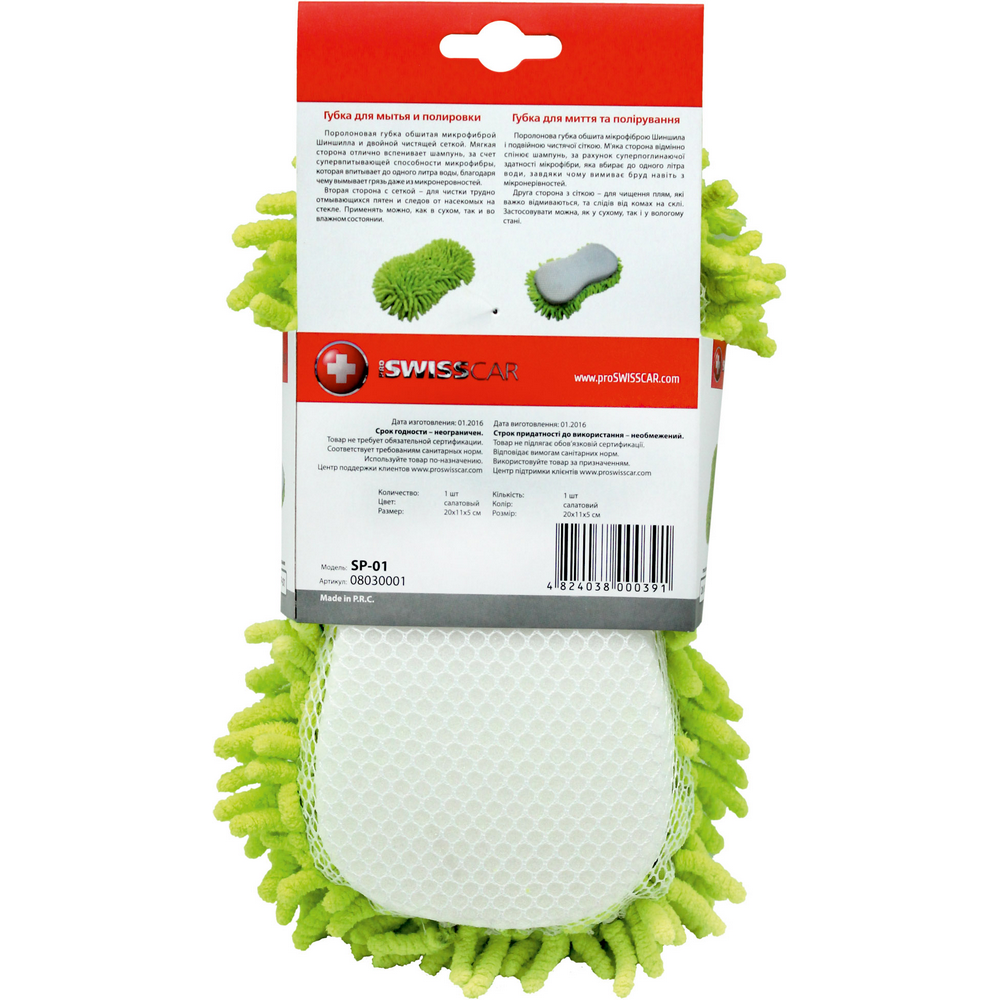 Губка для мытья и полировки
Поролоновая губка обшитая микрофиброй
Шиншилла и двойной чистящей сеткой. Мягкая
сторона отлично вспенивает шампунь, за счет
супервпитывающей способности микрофибры,
которая впитывает до одного литра воды, благодаря
чему вымывает грязь даже из микронеровностей.
Вторая сторона с сеткой – для чистки трудно
отмывающихся пятен и следов от насекомых на
стекле. Применять можно, как в сухом, так и во
влажном состоянии.
Губка для миття та полірування
Поролонова губка обшита мікрофіброю Шиншила
і подвійною чистячої сіткою. М'яка сторона відмінно
спінює шампунь, за рахунок суперпоглинаючої
здатності мікрофібри, яка вбирає до одного літра
води, завдяки чому вимиває бруд навіть з
мікронерівностей.
Друга сторона з сіткою – для чищення плям, які
важко відмиваються, та слідів від комах на склі.
Застосовувати можна, як у сухому, так і у вологому
стані.
PRO SWISSCAR
www.proSWISSCAR.com
Дата изготовления: 01.2016
Срок годности – неограничен.
Товар не требует обязательной сертификации.
Соответствует требованиям санитарных норм.
Используйте товар по-назначению.
Центр поддержки клиентов www.proswisscar.com
Дата виготовлення: 01.2016
Строк придатності до використання – необмежений.
Товар не підлягає обов'язковій сертификації.
Відповідає вимогам санітарних норм.
Використовуйте товар за призначенням.
Центр підтримки клієнтів www.proswisscar.com
Количество: 1 шт
Цвет: салатовый
Размер: 20х11х5 см
Кількість: 1 шт
Колір: салатовий
Розмір: 20х11х5 см
Модель: SP-01
Артикул: 08030001
4 824038 000391
Made in P.R.C.